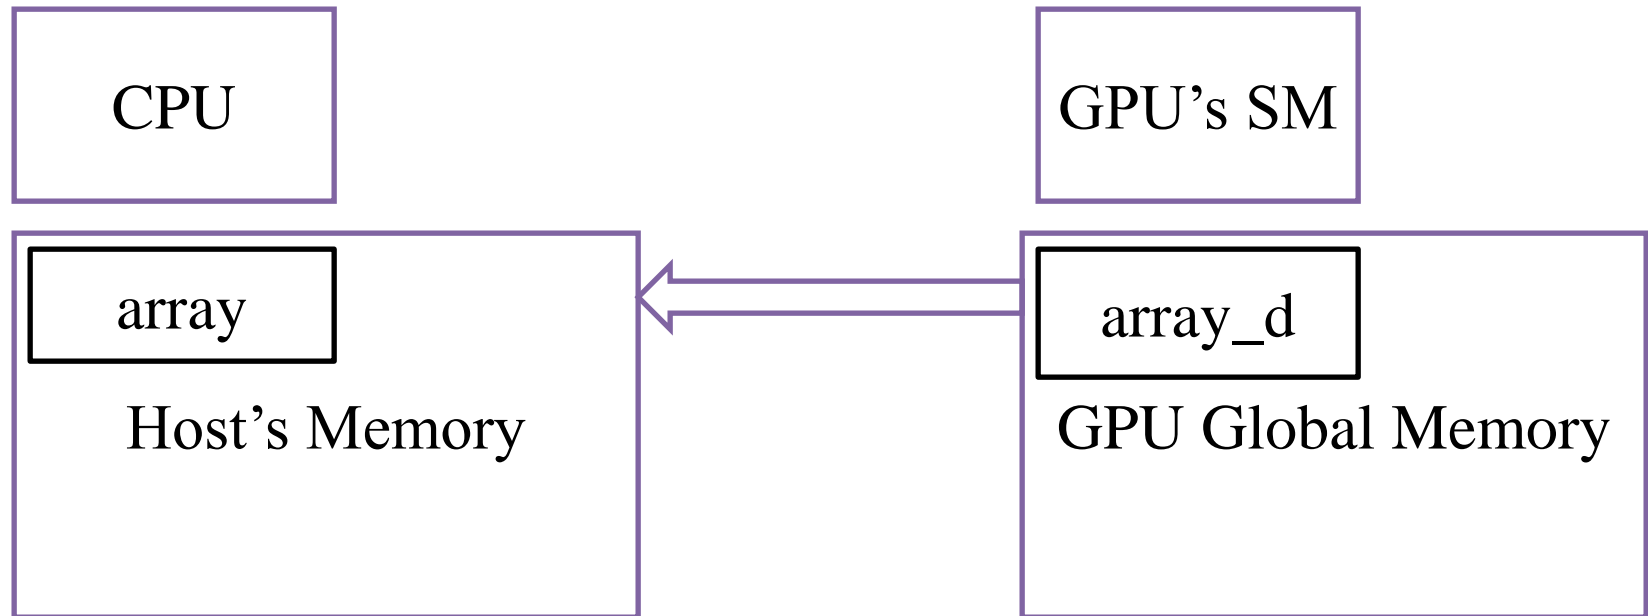 CPU
GPU’s SM
array
array_d
Host’s Memory
GPU Global Memory